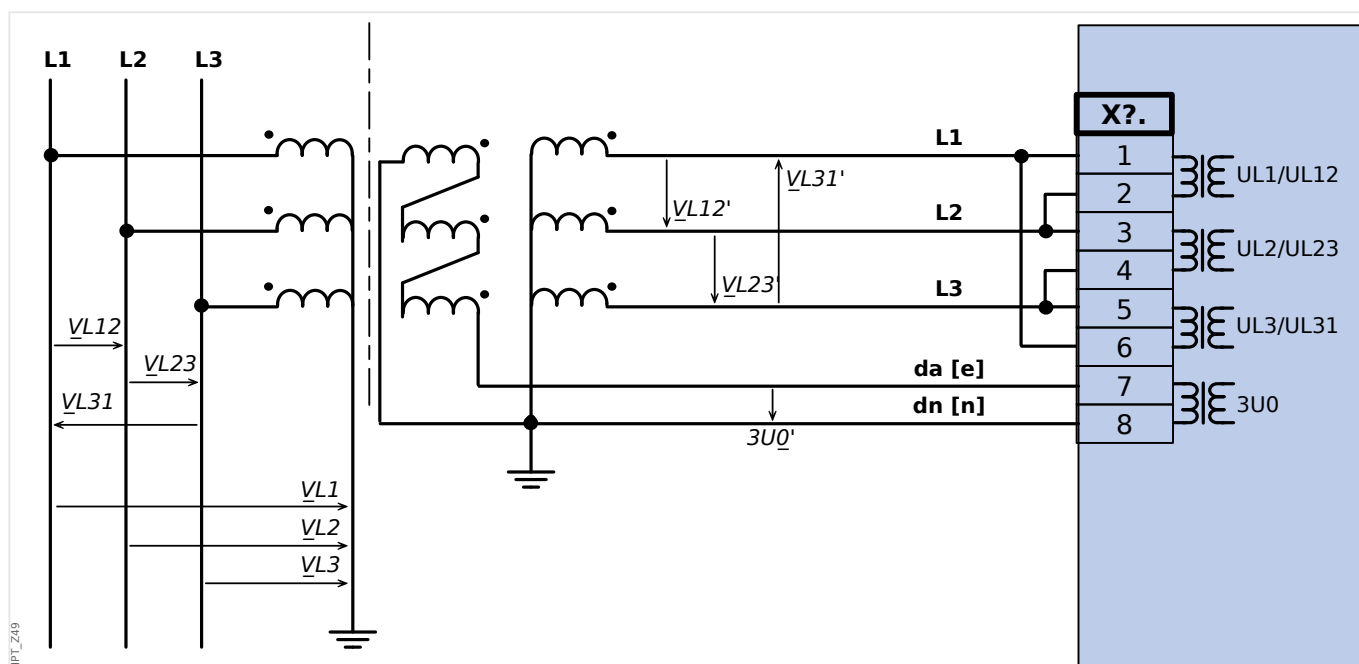 L1 L2 L3
X?.
L1
1
UL1/UL12
VL31'
2
VL12'
L2
3
UL2/UL23
4
VL23'
L3
5
UL3/UL31
VL12
6
VL23
da [e]
7
3U0
VL31
dn [n]
8
3U0'
VL1
VL2
VL3
IPT_Z49